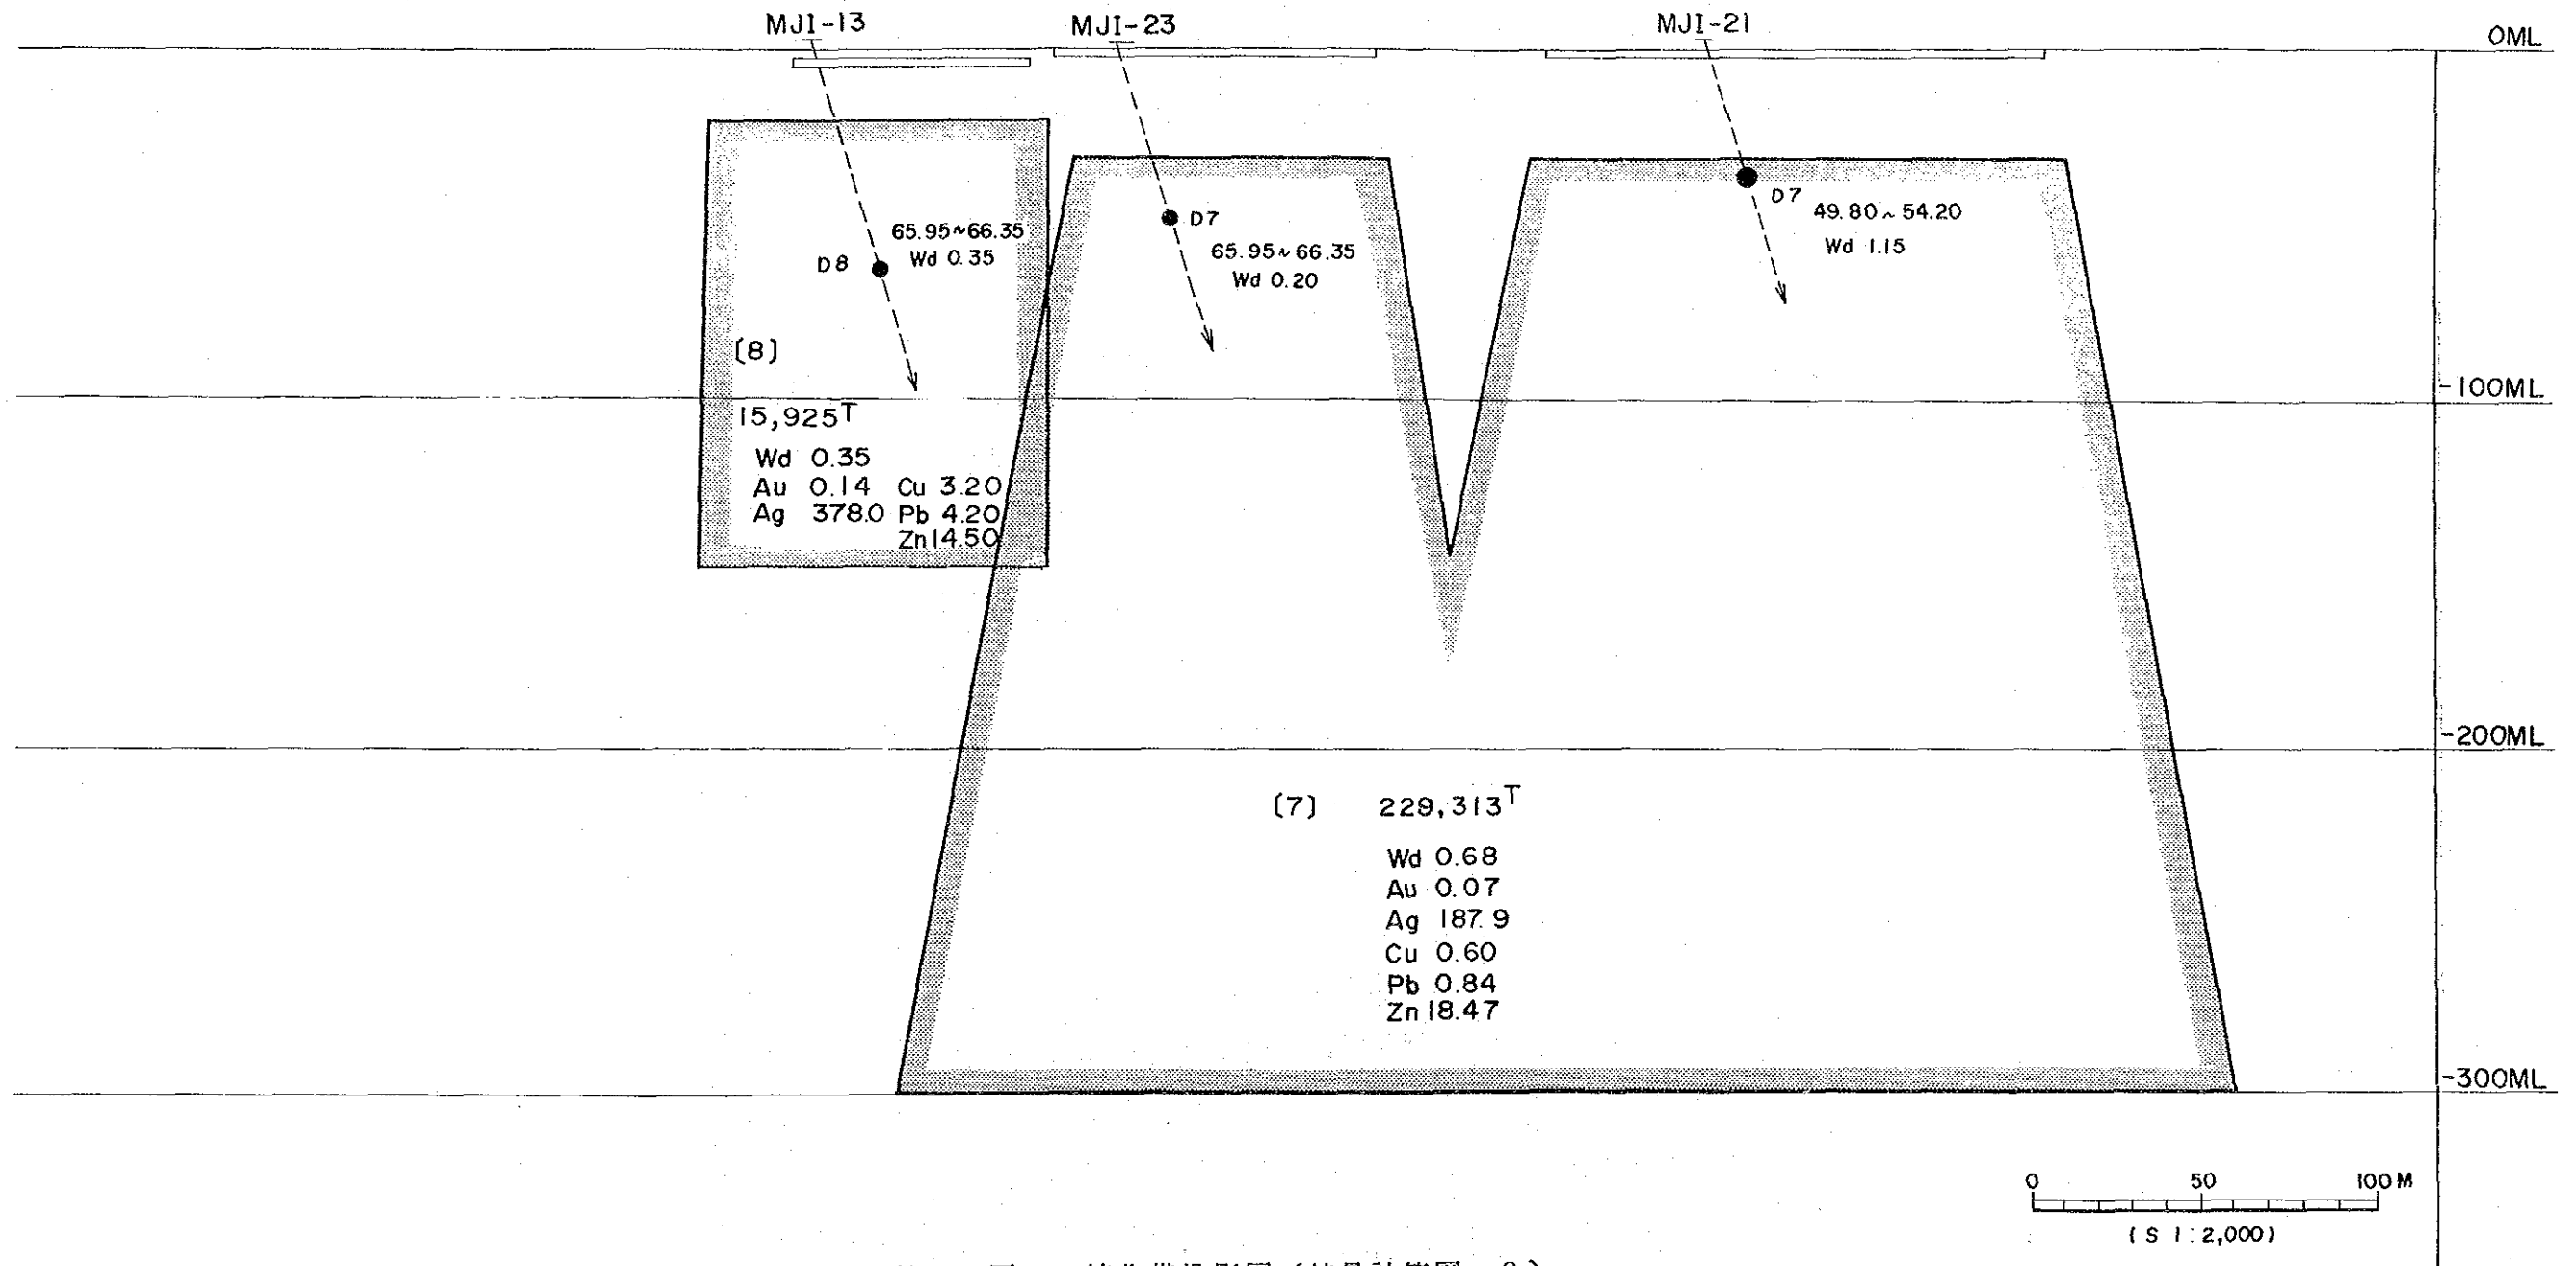 MJI-13
MJI-23
MJI-21
0ML
65.95~66.35
Wd 0.35
D8
D7
65.95~66.35
Wd 0.20
D7
49.80~54.20
Wd 1.15
(8)
-100ML
15,925T
Wd 0.35
Au 0.14 Cu 3.20
Ag 378.0 Pb 4.20
Zn 14.50
-200ML
(7) 229,313T
Wd 0.68
Au 0.07
Ag 187.9
Cu 0.60
Pb 0.84
Zn 18.47
-300ML
0 50 100M
(S 1:2,000)